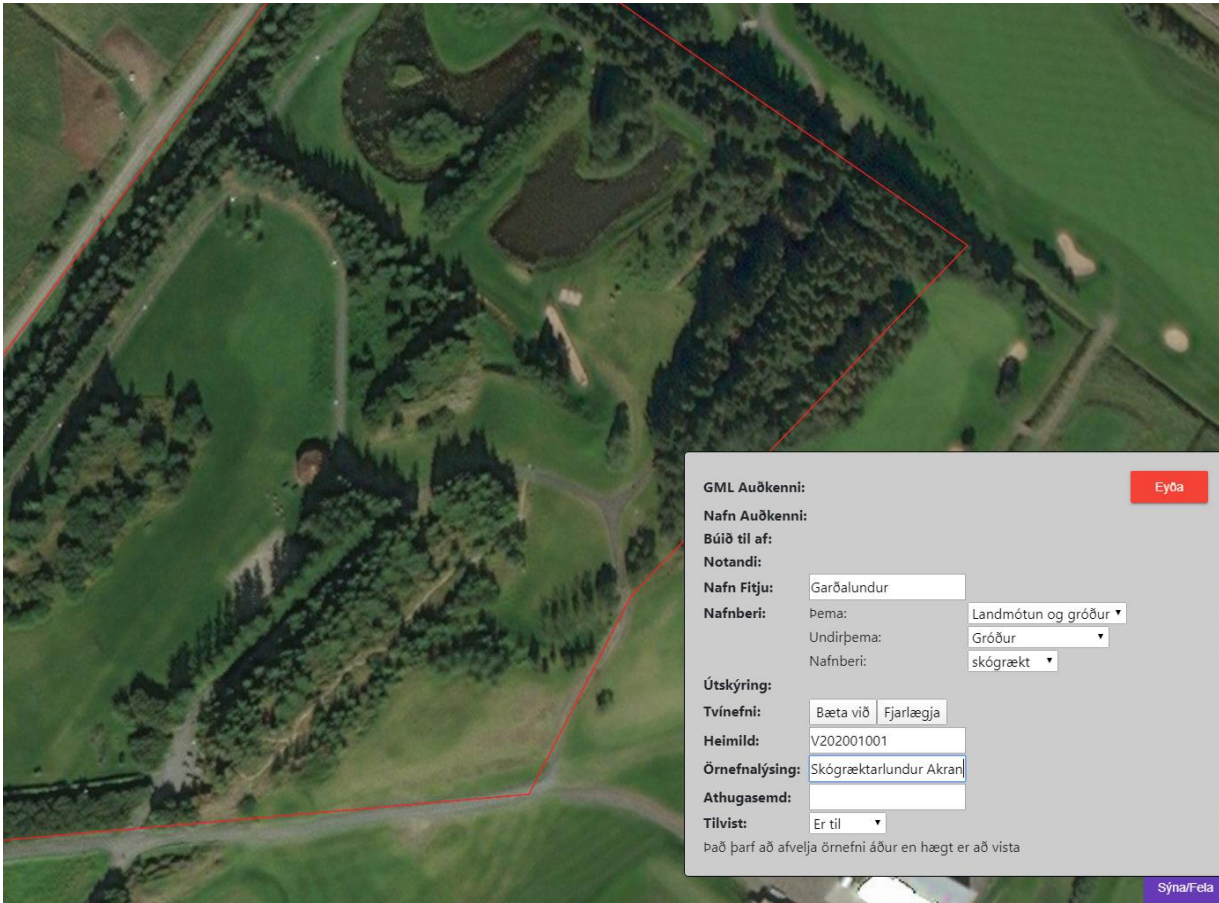 GML Auðkenni:
Eyða
Nafn Auðkenni:
Búið til af:
Notandi:
Nafn Fitju: Garðalundur
Nafnberi: Þema: Landmótun og gróður
Undirþema: Gróður
Nafnberi: skógrækt
Útskýring:
Tvínefni: Bæta við Fjarlægja
Heimild: V202001001
Örnefnalýsing: Skógræktarlundur Akran
Athugasemd:
Tilvist: Er til
Það þarf að afvelja örnefni áður en hægt er að vista
Sýna/Fela